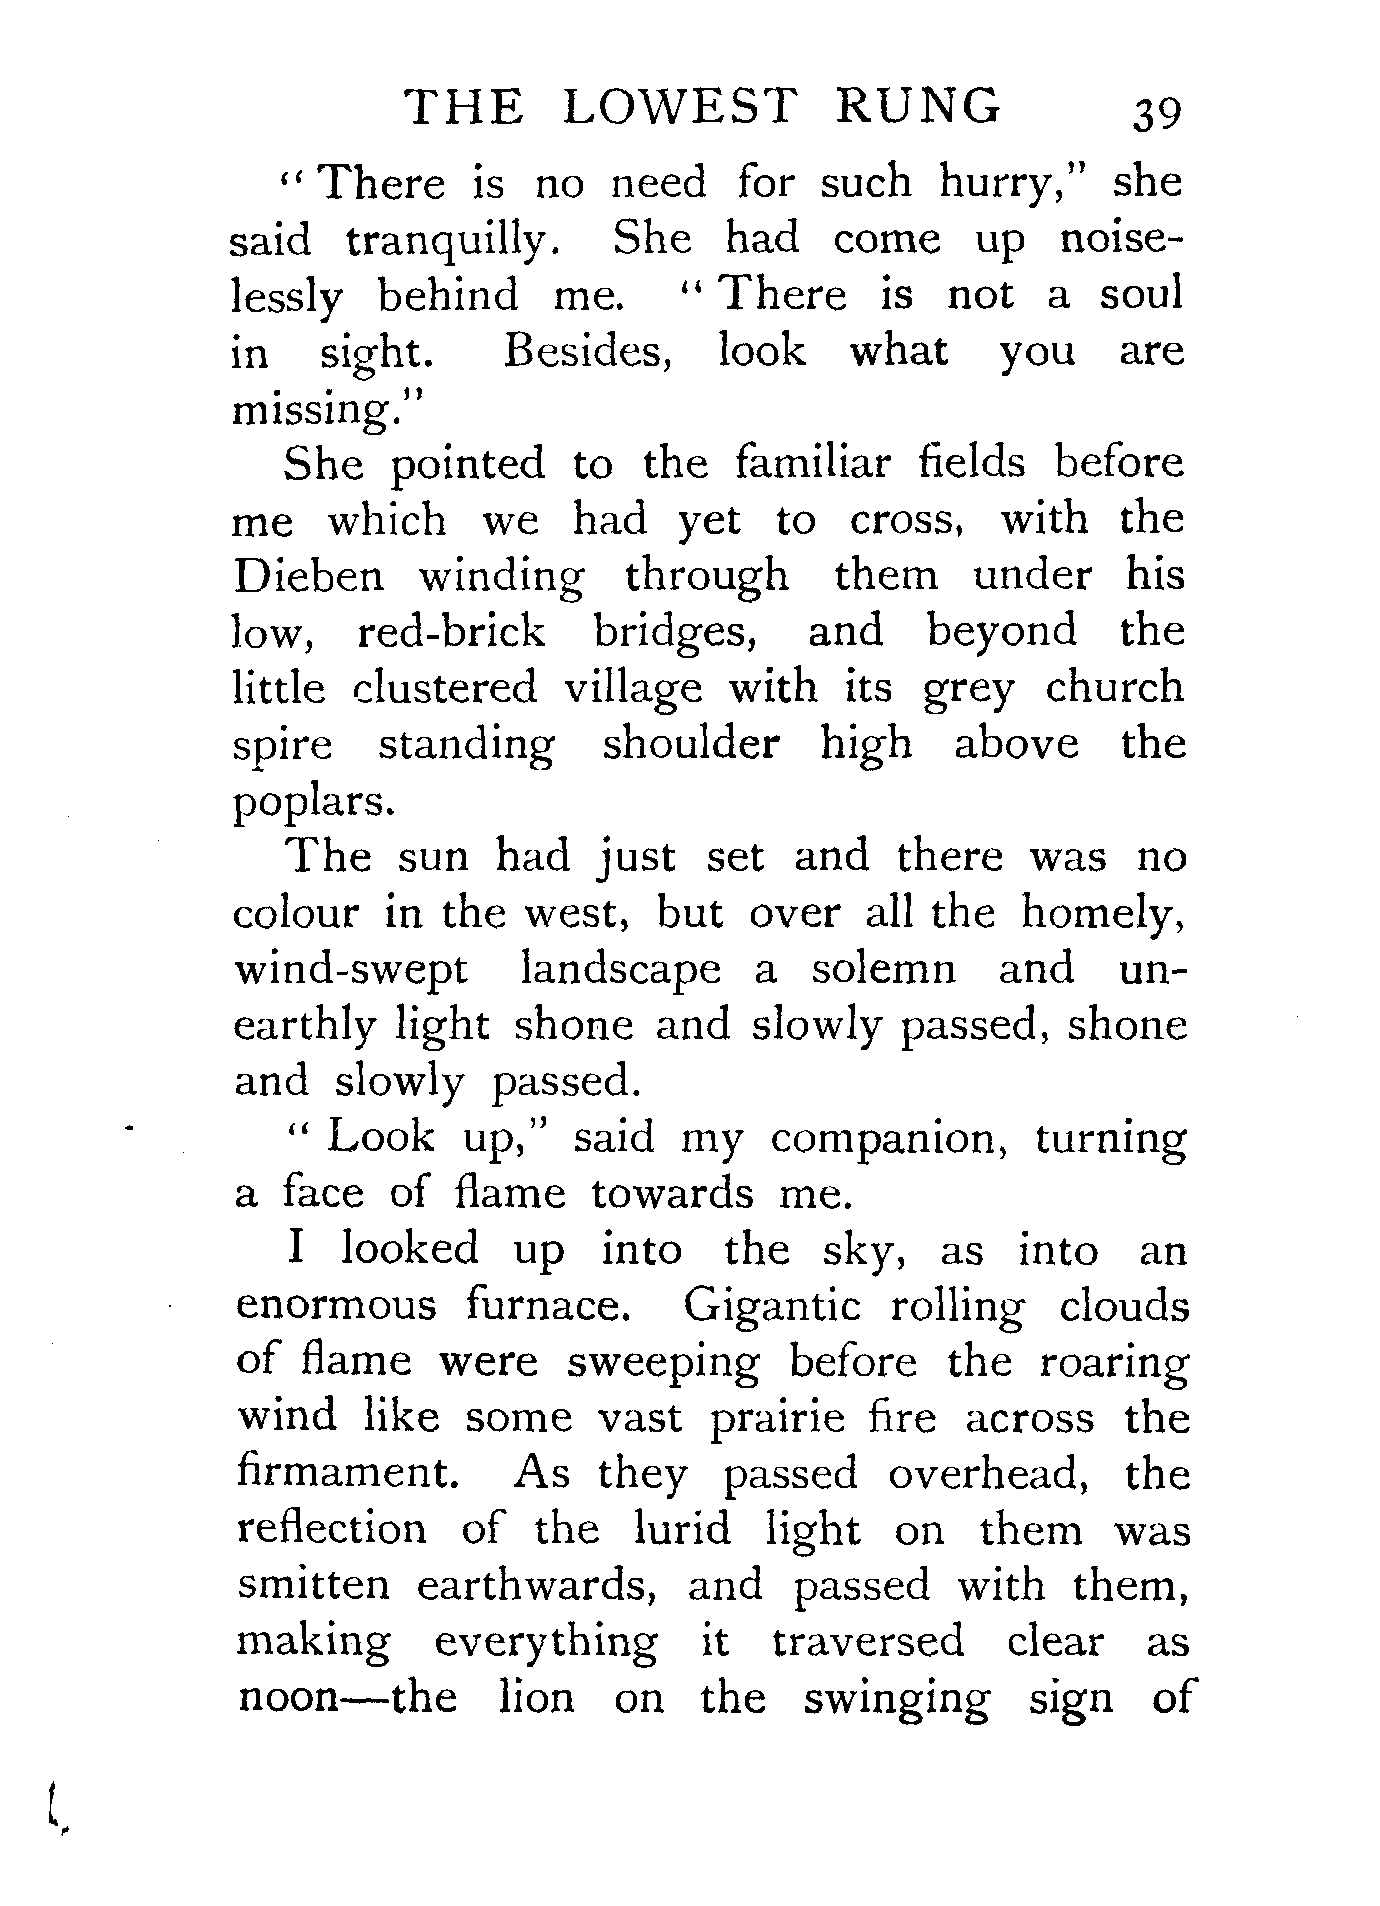 THE LOWEST RUNG 39
" There is no need for such hurry," she
said tranquilly. She had come up noise-
lessly behind me. " There is not a soul
in sight. Besides, look what you are
missing."
She pointed to the familiar fields before
me which we had yet to cross, with the
Dieben winding through them under his
low, red-brick bridges, and beyond the
little clustered village with its grey church
spire standing shoulder high above the
poplars.
The sun had just set and there was no
colour in the west, but over all the homely,
wind-swept landscape a solemn and un-
earthly light shone and slowly passed, shone
and slowly passed.
" Look up," said my companion, turning
a face of flame towards me.
I looked up into the sky, as into an
enormous furnace. Gigantic rolling clouds
of flame were sweeping before the roaring
wind like some vast prairie fire across the
firmament. As they passed overhead, the
reflection of the lurid light on them was
smitten earthwards, and passed with them,
making everything it traversed clear as
noon—the lion on the swinging sign of